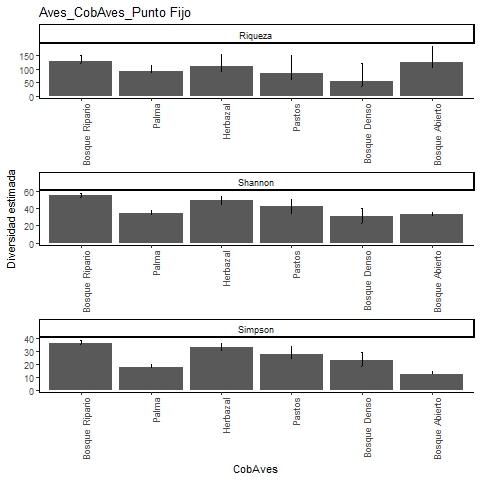 Aves_CobAves_Punto Fijo
Riqueza
150
100
50
0
Bosque Ripario
Palma
Herbazal
Pastos
Bosque Denso
Bosque Abierto
Diversidad estimada
Shannon
60
40
20
0
Bosque Ripario
Palma
Herbazal
Pastos
Bosque Denso
Bosque Abierto
Simpson
40
30
20
10
0
Bosque Ripario
Palma
Herbazal
Pastos
Bosque Denso
Bosque Abierto
CobAves